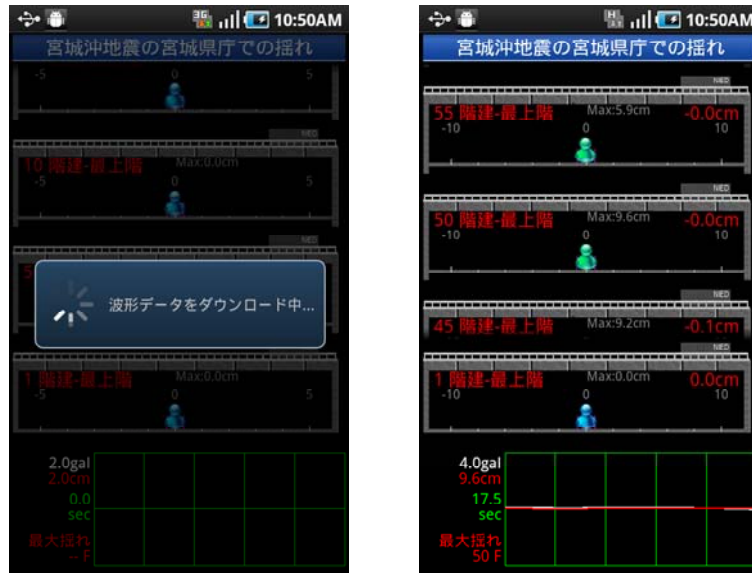 10:50AM
宮城沖地震の宮城県庁での揺れ
-5 0 5
NED
10 階建-最上階 Max:0.0cm
-5 0 5
5
波形データをダウンロード中...
1 階建-最上階 Max:0.0cm
-5 0 5
2.0gal
2.0cm
0.0
sec
最大揺れ
-- F
10:50AM
宮城沖地震の宮城県庁での揺れ
NED
55 階建-最上階 Max:5.9cm -0.0cm
-10 0 10
NED
50 階建-最上階 Max:9.6cm -0.0cm
-10 0 10
NED
45 階建-最上階 Max:9.2cm -0.1cm
NED
1 階建-最上階 Max:0.0cm 0.0cm
-10 0 10
4.0gal
9.6cm
17.5
sec
最大揺れ
50 F